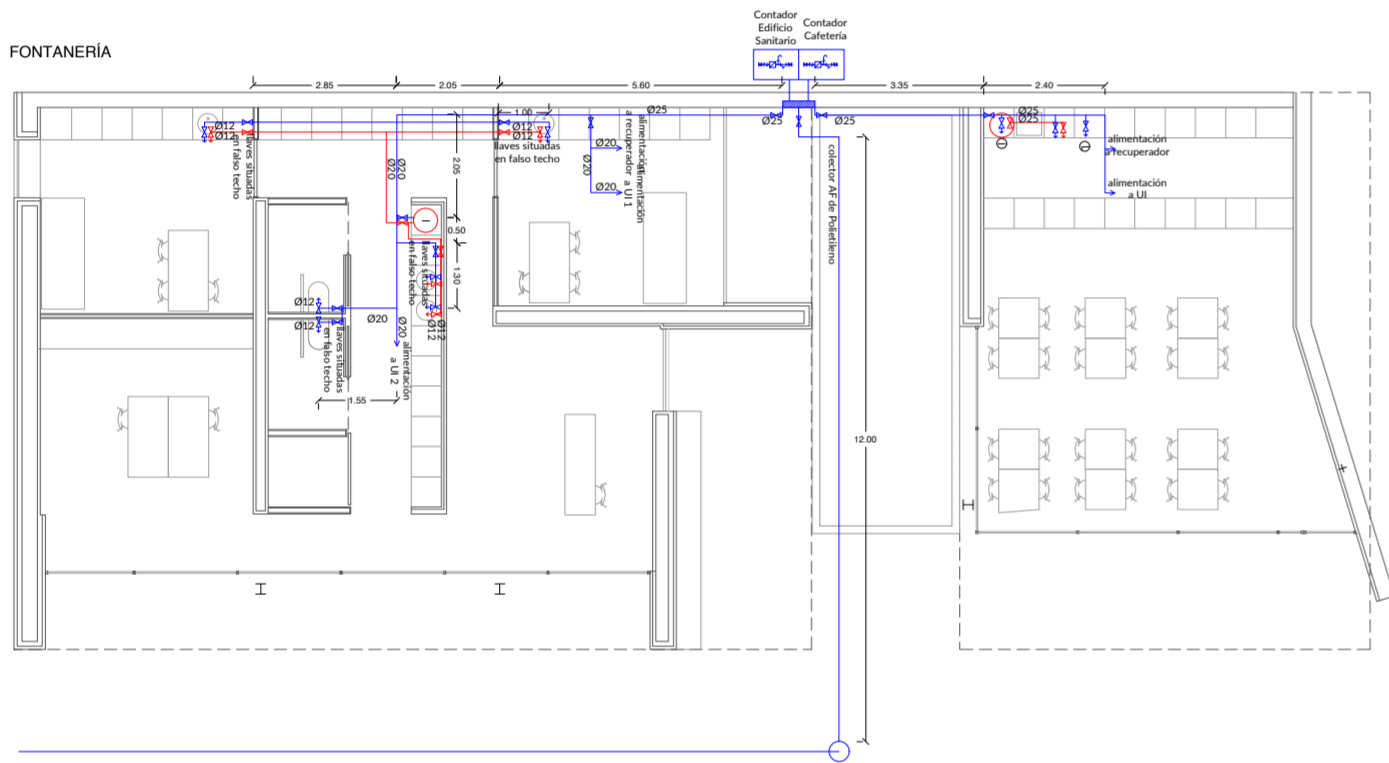 FONTANERÍA
Contador
Edificio
Sanitario
Contador
Cafetería
2.85
2.05
5.60
3.35
2.40
1.00
Ø25
Ø25
Ø25
Ø25
Ø25
Ø12
Ø12
llaves situadas
en falso techo
Ø12
Ø12
llaves situadas
en falso techo
Ø20
Ø20
2.05
0.50
1.30
Ø20
Ø20
Ø20
alimentación
a recuperador
alimentación
a UI 1
colector AF de Polietileno
alimentación
a recuperador
alimentación
a UI
llaves situadas
en falso techo
Ø12
Ø12
Ø12
Ø12
Ø20
llaves situadas
en falso techo
Ø20
alimentación
a UI 2
1.55
12.00